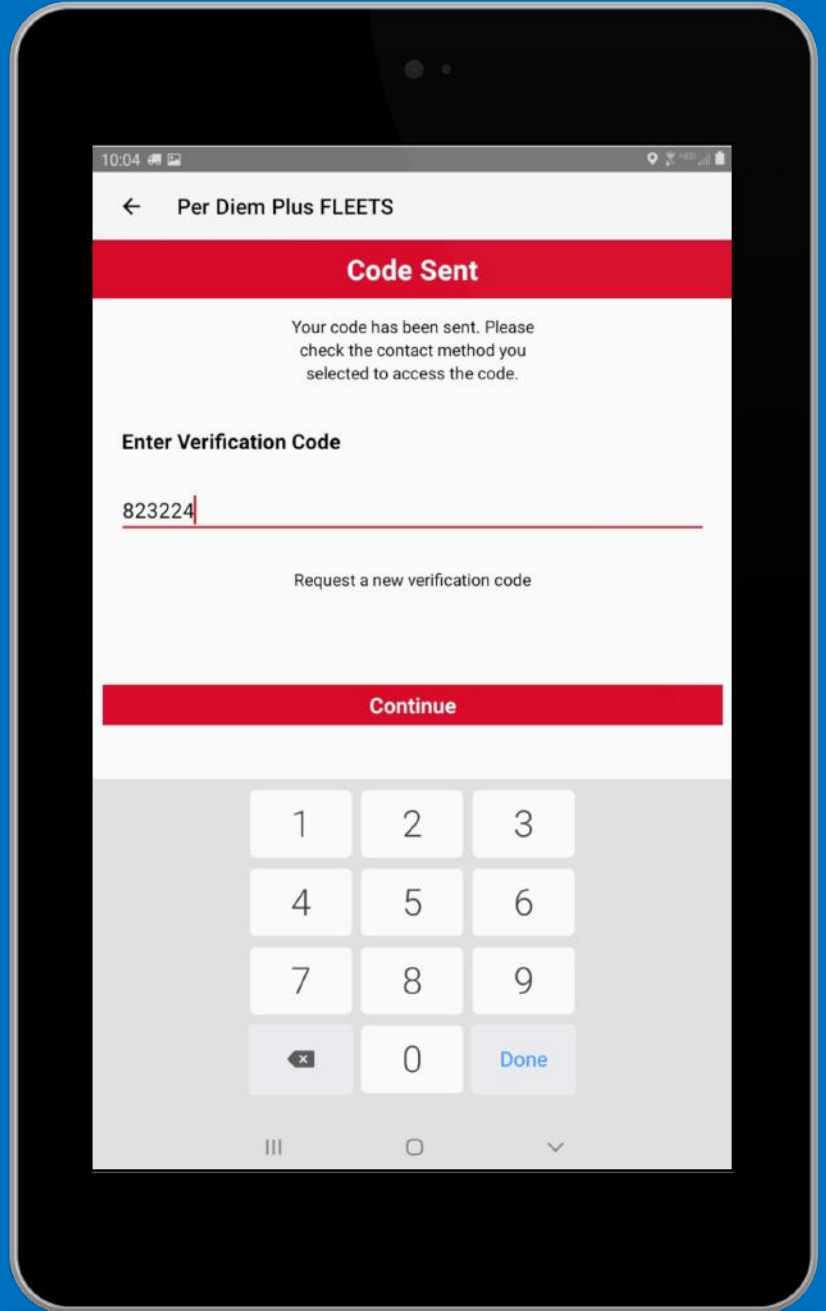 10:04
Per Diem Plus FLEETS
Code Sent
Your code has been sent. Please
check the contact method you
selected to access the code.
Enter Verification Code
823224
Request a new verification code
Continue
1 2 3
4 5 6
7 8 9
0 Done